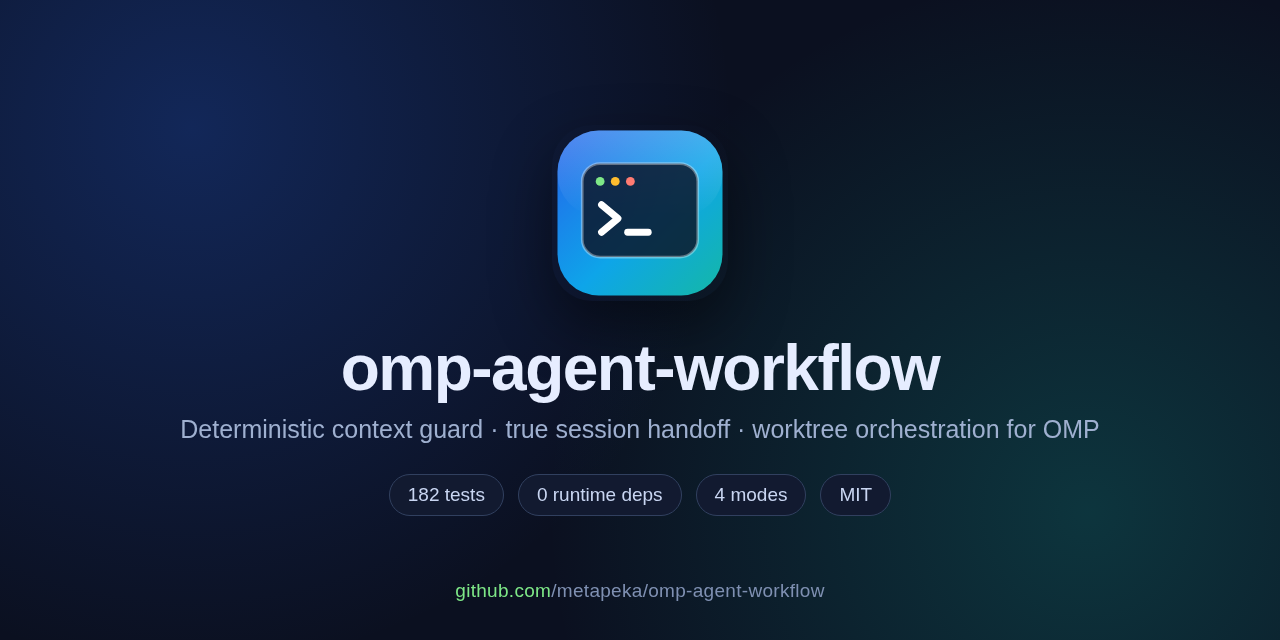 omp-agent-workflow
Deterministic context guard · true session handoff · worktree orchestration for OMP
182 tests
0 runtime deps
4 modes
MIT
github.com/metapeka/omp-agent-workflow